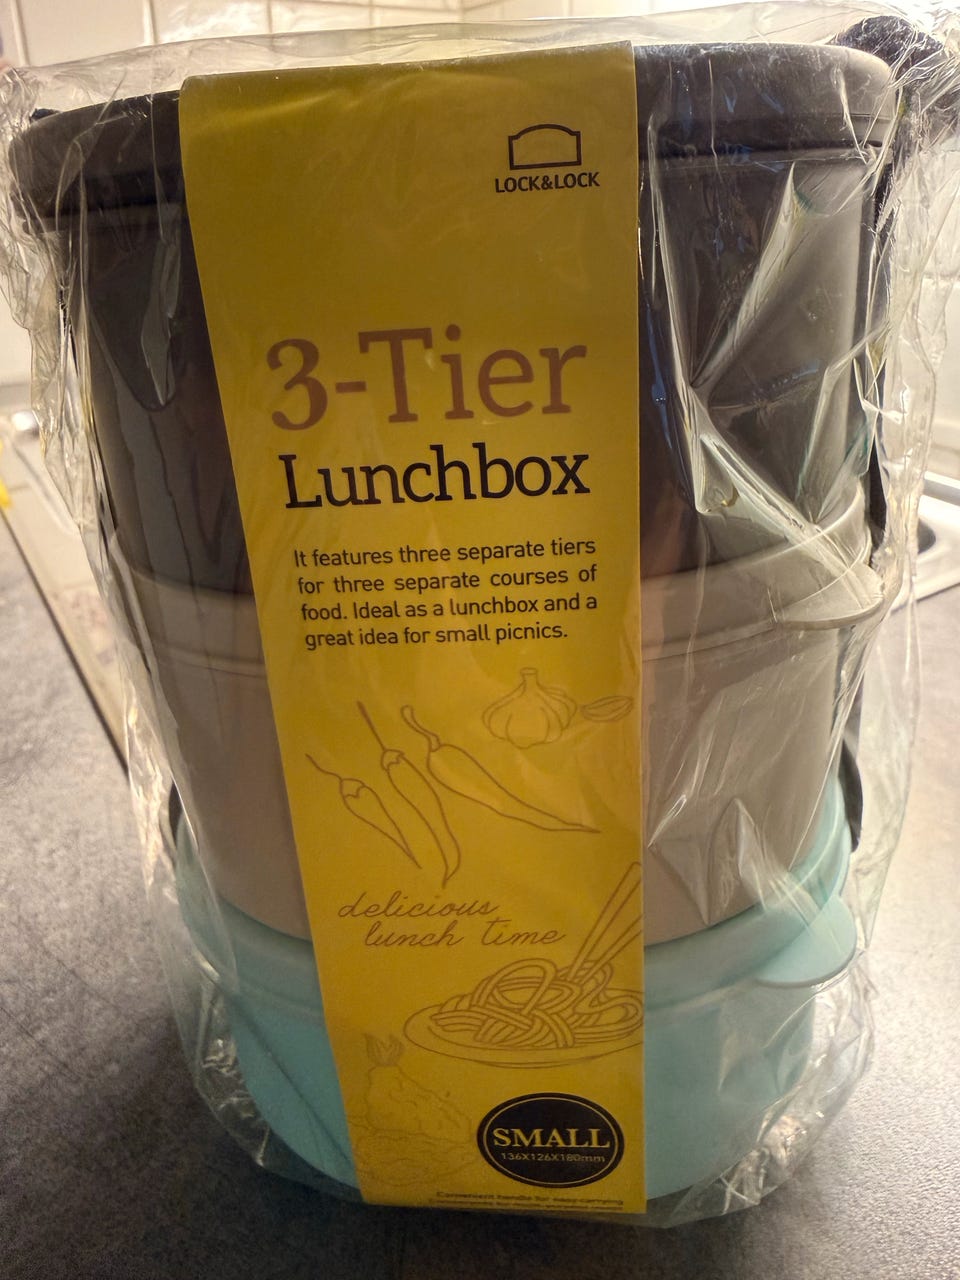 LOCK&LOCK
3-Tier
Lunchbox
It features three separate tiers
for three separate courses of
food. Ideal as a lunchbox and a
great idea for small picnics.
delicious
lunch time
SMALL
136X126X180mm
Convenient handle for easy-carrying